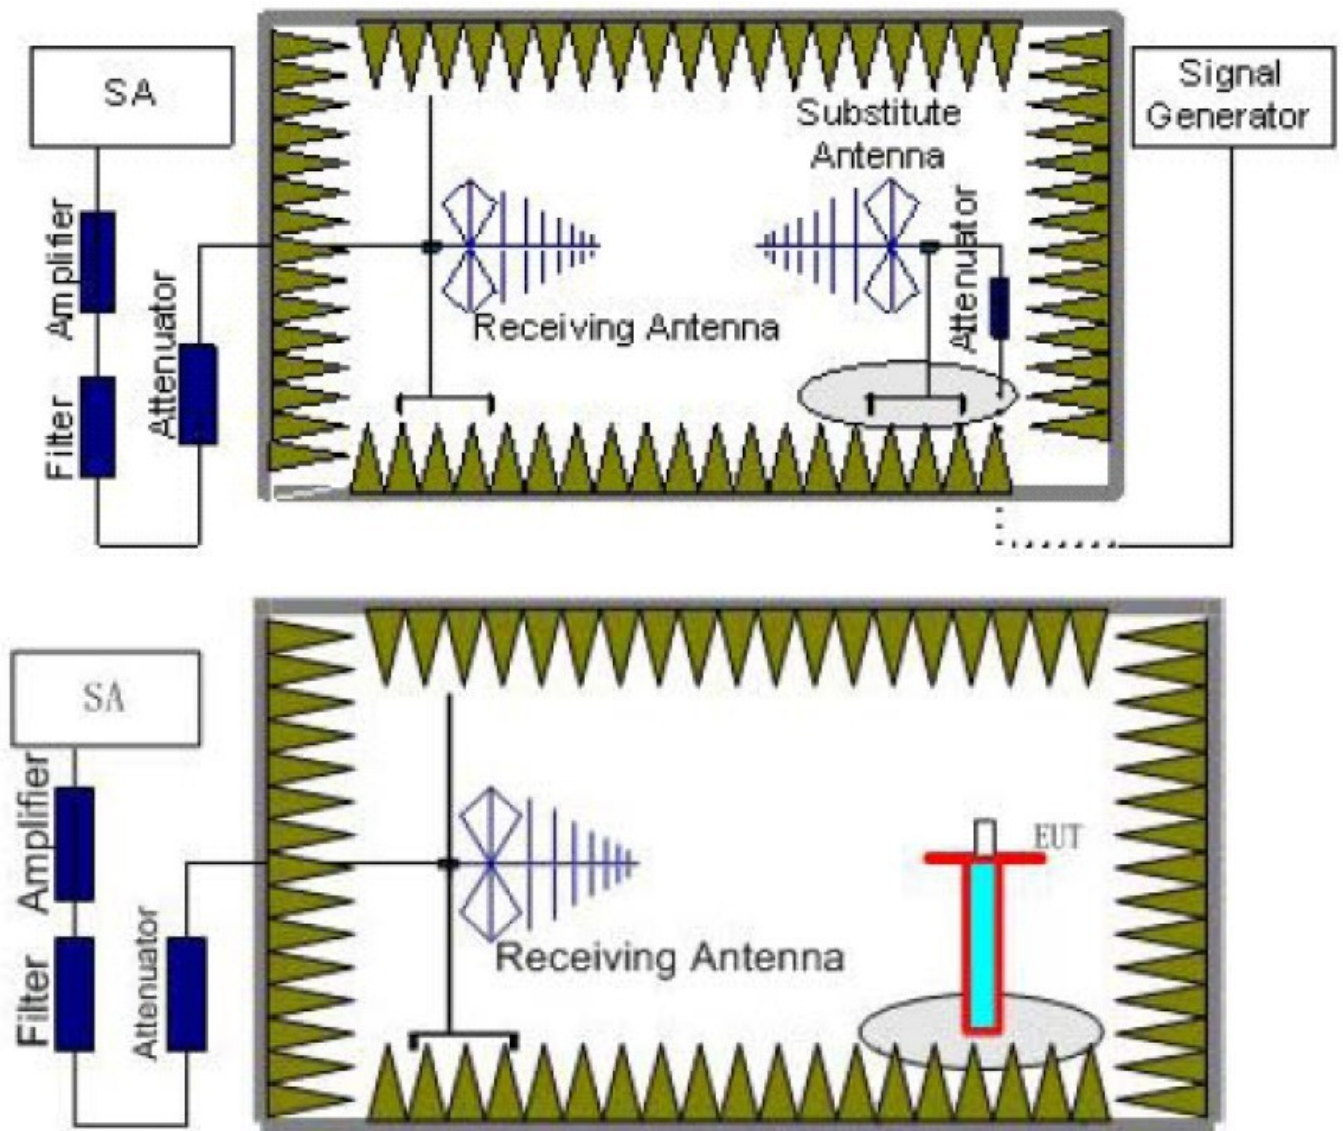 SA
Signal
Generator
Substitute
Antenna
Amplifier
Attenuator
Attenuator
Receiving Antenna
Filter
SA
Amplifier
EUT
Attenuator
Receiving Antenna
Filter